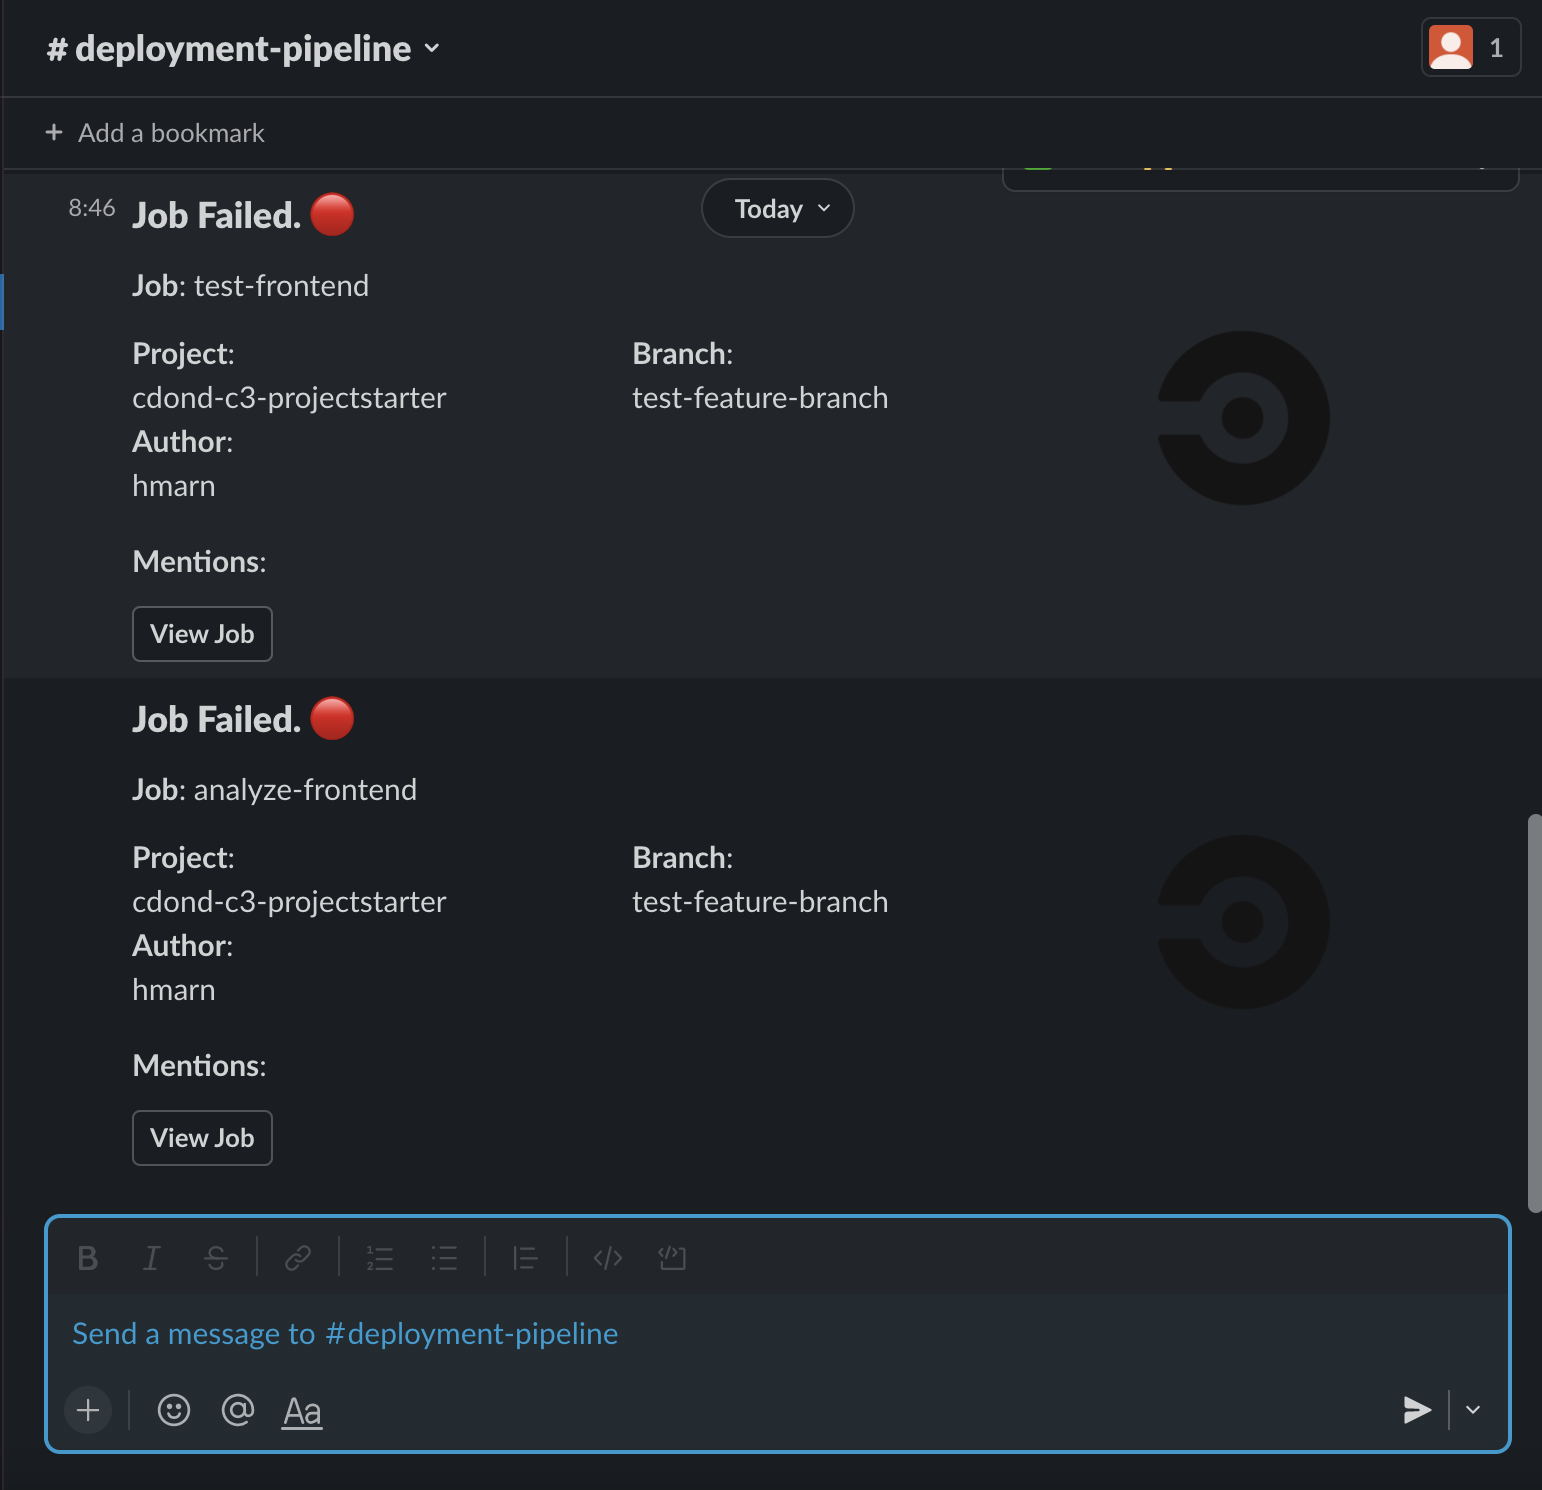 # deployment-pipeline
1
+ Add a bookmark
8:46
Job Failed. 🔴
Today
Job: test-frontend
Project:
Branch:
cdond-c3-projectstarter
test-feature-branch
Author:
hmarn
Mentions:
View Job
Job Failed. 🔴
Job: analyze-frontend
Project:
Branch:
cdond-c3-projectstarter
test-feature-branch
Author:
hmarn
Mentions:
View Job
B I S
Send a message to #deployment-pipeline
@ Aa